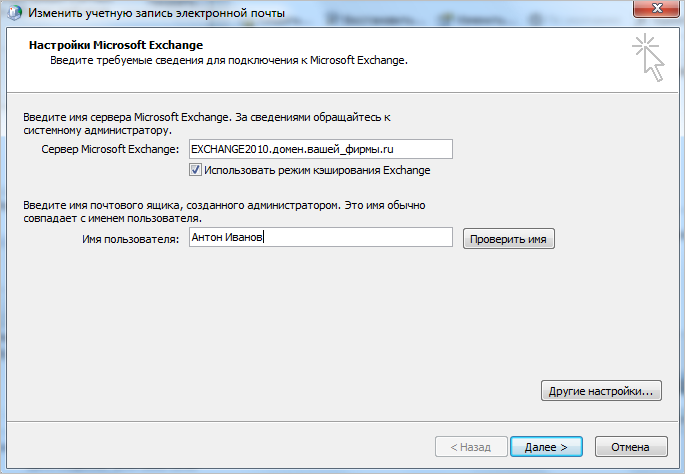 Изменить учетную запись электронной почты
Настройки Microsoft Exchange
Введите требуемые сведения для подключения к Microsoft Exchange.
Введите имя сервера Microsoft Exchange. За сведениями обращайтесь к
системному администратору.
Сервер Microsoft Exchange: EXCHANGE2010.домен.вашей_фирмы.ru
Использовать режим кэширования Exchange
Введите имя почтового ящика, созданного администратором. Это имя обычно
совпадает с именем пользователя.
Имя пользователя: Антон Иванов Проверить имя
Другие настройки...
< Назад Далее > Отмена